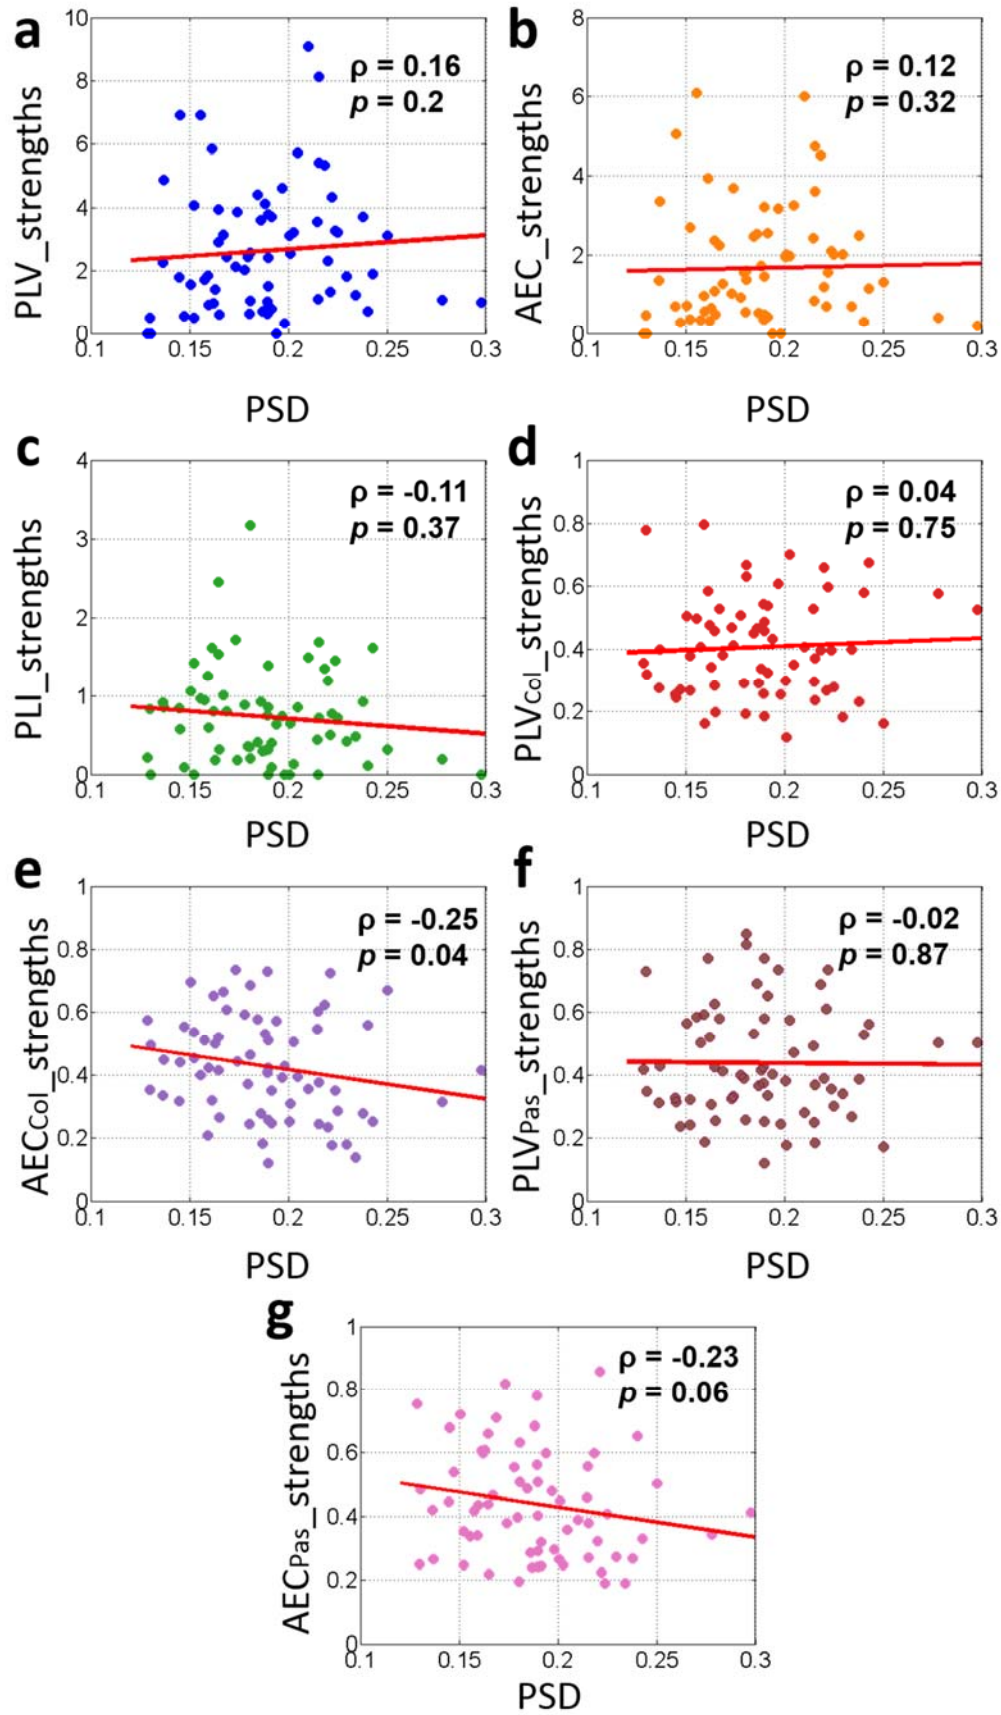 a
10
8
6
4
2
0
PLV_strengths
ρ = 0.16
p = 0.2
0.1 0.15 0.2 0.25 0.3
PSD
b
8
6
4
2
0
AEC_strengths
ρ = 0.12
p = 0.32
0.1 0.15 0.2 0.25 0.3
PSD
c
4
3
2
1
0
PLI_strengths
ρ = -0.11
p = 0.37
0.1 0.15 0.2 0.25 0.3
PSD
d
1
0.8
0.6
0.4
0.2
0
PLVCol_strengths
ρ = 0.04
p = 0.75
0.1 0.15 0.2 0.25 0.3
PSD
e
1
0.8
0.6
0.4
0.2
0
AECCol_strengths
ρ = -0.25
p = 0.04
0.1 0.15 0.2 0.25 0.3
PSD
f
1
0.8
0.6
0.4
0.2
0
PLVPas_strengths
ρ = -0.02
p = 0.87
0.1 0.15 0.2 0.25 0.3
PSD
g
1
0.8
0.6
0.4
0.2
0
AECPas_strengths
ρ = -0.23
p = 0.06
0.1 0.15 0.2 0.25 0.3
PSD